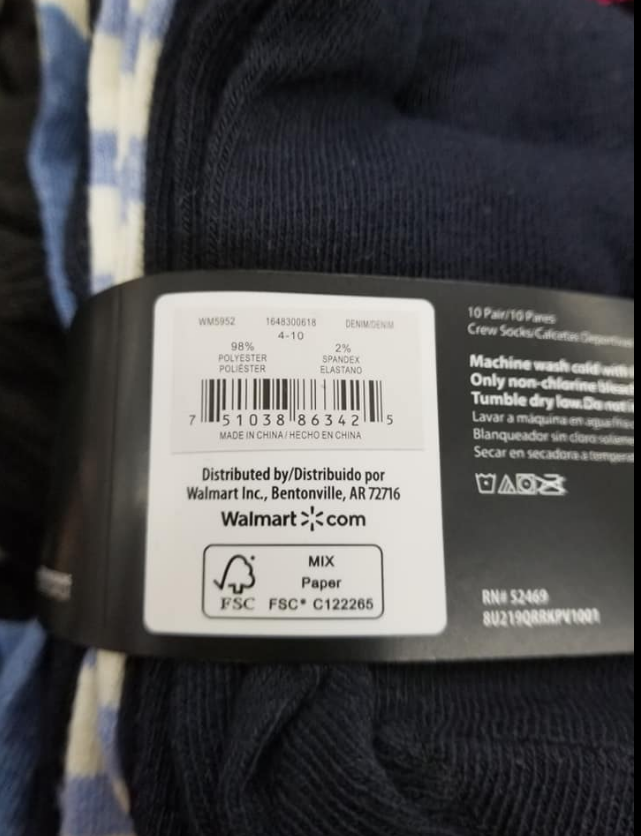 WM5952 1648300618 DENIM/DENIM
4-10
98% 2%
POLYESTER SPANDEX
POLIÉSTER ELASTANO
7 51038 86342 5
MADE IN CHINA / HECHO EN CHINA
Distributed by/Distribuido por
Walmart Inc., Bentonville, AR 72716
Walmart com
MIX
Paper
FSC FSC® C122265
10 Pair/10 Pares
Crew Socks/Calcetas
Machine wash cold with
Only non-chlorine bleach
Tumble dry low. Do not
Lavar a máquina en agua fría
Blanqueador sin cloro
Secar en secadora a
RN# 52469
8U219QRRKPV1001